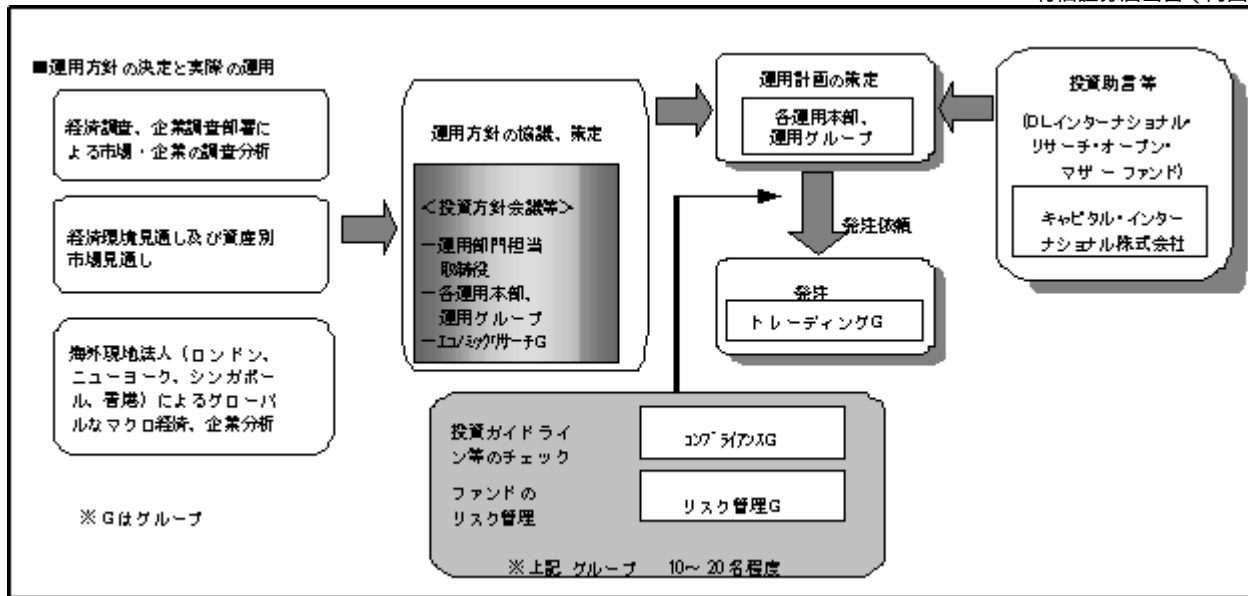 ■運用方針の決定と実際の運用
経済調査、企業調査部署に
よる市場・企業の調査分析
経済環境見通し及び資産別
市場見通し
海外現地法人（ロンドン、
ニューヨーク、シンガポー
ル、香港）によるグローバ
ルなマクロ経済、企業分析
※Gはグループ
運用方針の協議、策定
＜投資方針会議等＞
―運用部門担当
取締役
―各運用本部、
運用グループ
―エコノミックリサーチG
運用計画の策定
各運用本部、
運用グループ
発注依頼
発注
トレーディングG
投資助言等
(DLインターナショナル・
リサーチ・オープン・
マザーファンド)
キャピタル・インター
ナショナル株式会社
投資ガイドライ
ン等のチェック
コンプライアンスG
ファンドの
リスク管理
リスク管理G
※上記グループ 10～20名程度